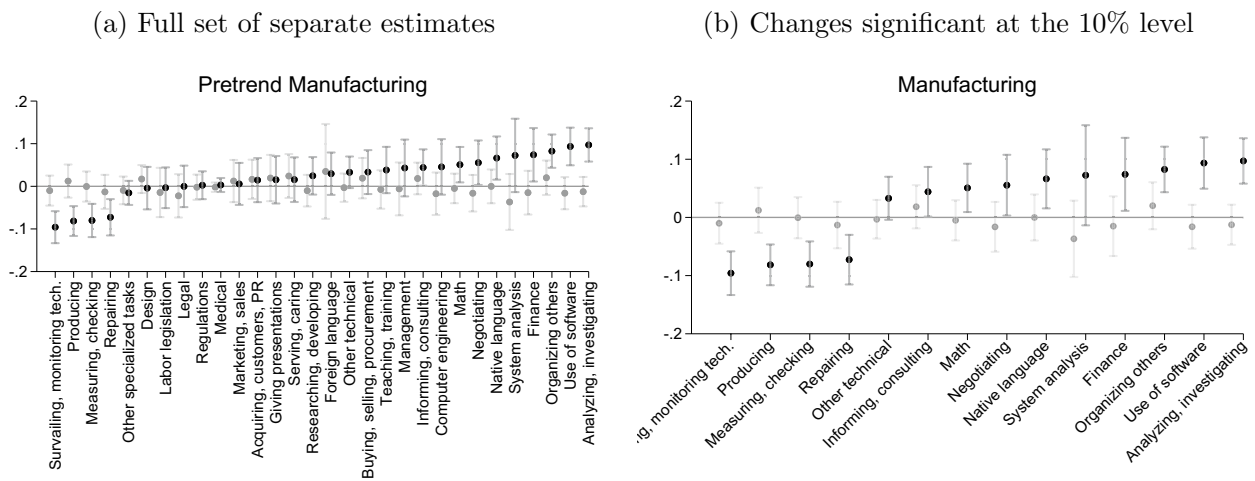 (a) Full set of separate estimates
Pretrend Manufacturing
.2
.1
0
-.1
-.2
Survailing, monitoring tech.
Producing
Measuring, checking
Repairing
Other specialized tasks
Design
Labor legislation
Legal
Regulations
Medical
Marketing, sales
Acquiring, customers, PR
Giving presentations
Serving, caring
Researching, developing
Foreign language
Other technical
Buying, selling, procurement
Teaching, training
Management
Informing, consulting
Computer engineering
Math
Negotiating
Native language
System analysis
Finance
Organizing others
Use of software
Analyzing, investigating
(b) Changes significant at the 10% level
Manufacturing
.2
.1
0
-.1
-.2
g, monitoring tech.
Producing
Measuring, checking
Repairing
Other technical
Informing, consulting
Math
Negotiating
Native language
System analysis
Finance
Organizing others
Use of software
Analyzing, investigating